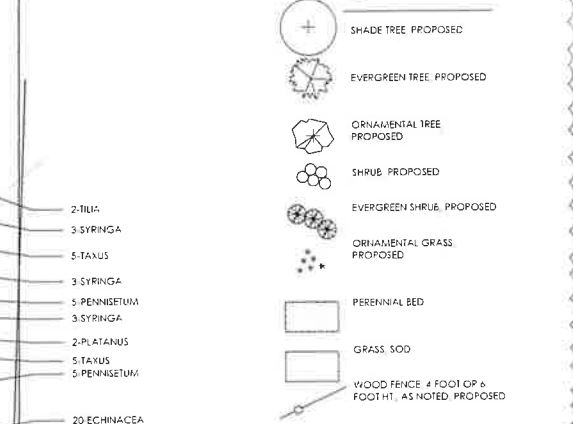 SHADE TREE, PROPOSED
EVERGREEN TREE, PROPOSED
ORNAMENTAL TREE,
PROPOSED
SHRUB, PROPOSED
EVERGREEN SHRUB, PROPOSED
ORNAMENTAL GRASS,
PROPOSED
PERENNIAL BED
GRASS, SOD
WOOD FENCE, 4 FOOT OR 6
FOOT HT., AS NOTED, PROPOSED
2-TILIA
3-SYRINGA
5-TAXUS
3-SYRINGA
5-PENNISETUM
3-SYRINGA
2-PLATANUS
5-TAXUS
5-PENNISETUM
20-ECHINACEA